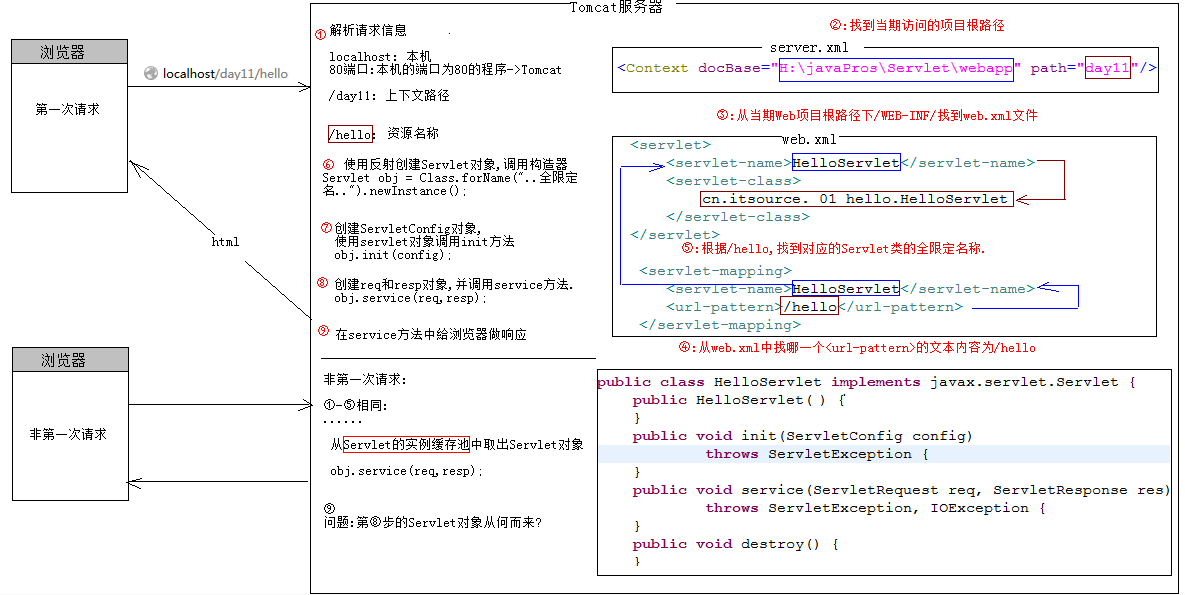 Tomcat服务器
浏览器
第一次请求
localhost/day11/hello
html
浏览器
非第一次请求
① 解析请求信息
localhost: 本机
80端口:本机的端口为80的程序->Tomcat
/day11: 上下文路径
/hello: 资源名称
⑥ 使用反射创建Servlet对象,调用构造器
Servlet obj = Class.forName("..全限定
名..").newInstance();
⑦ 创建ServletConfig对象,
使用servlet对象调用init方法
obj.init(config);
⑧ 创建req和resp对象,并调用service方法.
obj.service(req,resp);
⑨ 在service方法中给浏览器做响应
非第一次请求:
①-⑤相同:
......
从Servlet的实例缓存池中取出Servlet对象
obj.service(req,resp);
⑨
问题:第⑧步的Servlet对象从何而来?
②:找到当期访问的项目根路径
server.xml
<Context docBase="H:\javaPros\Servlet\webapp" path="day11"/>
③:从当期Web项目根路径下/WEB-INF/找到web.xml文件
web.xml
<servlet>
<servlet-name>HelloServlet</servlet-name>
<servlet-class>
cn.itsource. 01 hello.HelloServlet
</servlet-class>
</servlet>
⑤:根据/hello,找到对应的Servlet类的全限定名称.
<servlet-mapping>
<servlet-name>HelloServlet</servlet-name>
<url-pattern>/hello</url-pattern>
</servlet-mapping>
④:从web.xml中找哪一个<url-pattern>的文本内容为/hello
public class HelloServlet implements javax.servlet.Servlet {
public HelloServlet() {
}
public void init(ServletConfig config)
throws ServletException {
}
public void service(ServletRequest req, ServletResponse res)
throws ServletException, IOException {
}
public void destroy() {
}